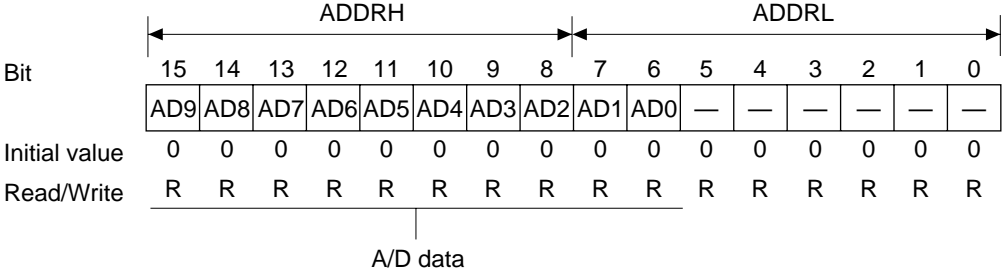 ADDRH ADDRL
Bit 15 14 13 12 11 10 9 8 7 6 5 4 3 2 1 0
AD9 AD8 AD7 AD6 AD5 AD4 AD3 AD2 AD1 AD0 — — — — — —
Initial value 0 0 0 0 0 0 0 0 0 0 0 0 0 0 0 0
Read/Write R R R R R R R R R R R R R R R R
A/D data